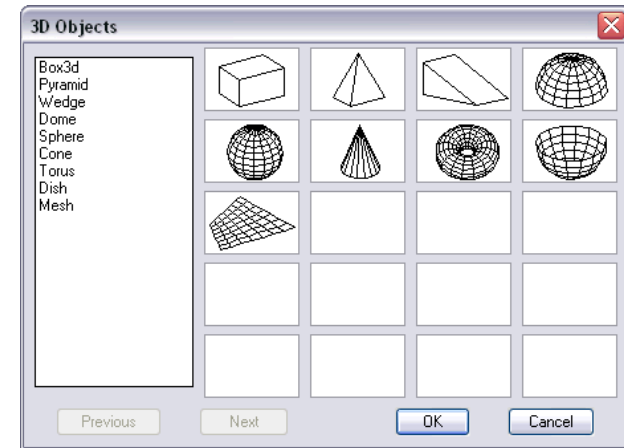 3D Objects
Box3d
Pyramid
Wedge
Dome
Sphere
Cone
Torus
Dish
Mesh
Previous
Next
OK
Cancel